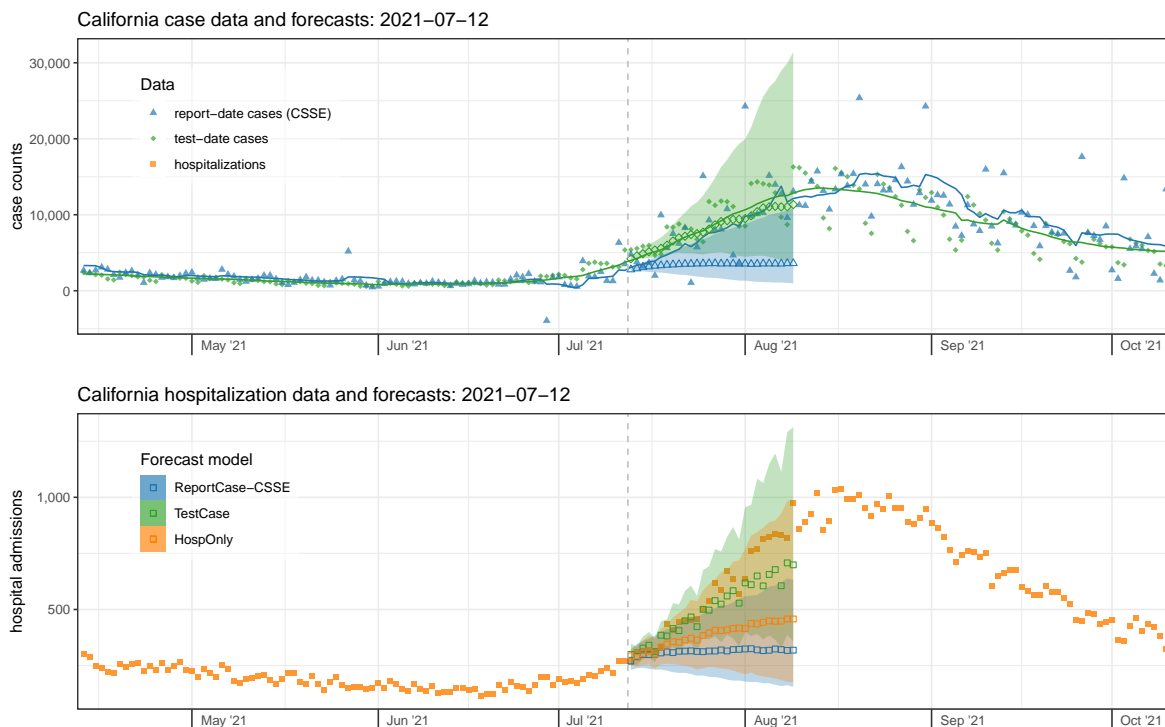 California case data and forecasts: 2021−07−12
30,000
20,000
10,000
0
case counts
Data
report−date cases (CSSE)
test−date cases
hospitalizations
May '21
Jun '21
Jul '21
Aug '21
Sep '21
Oct '21
California hospitalization data and forecasts: 2021−07−12
1,000
500
hospital admissions
Forecast model
ReportCase−CSSE
TestCase
HospOnly
May '21
Jun '21
Jul '21
Aug '21
Sep '21
Oct '21